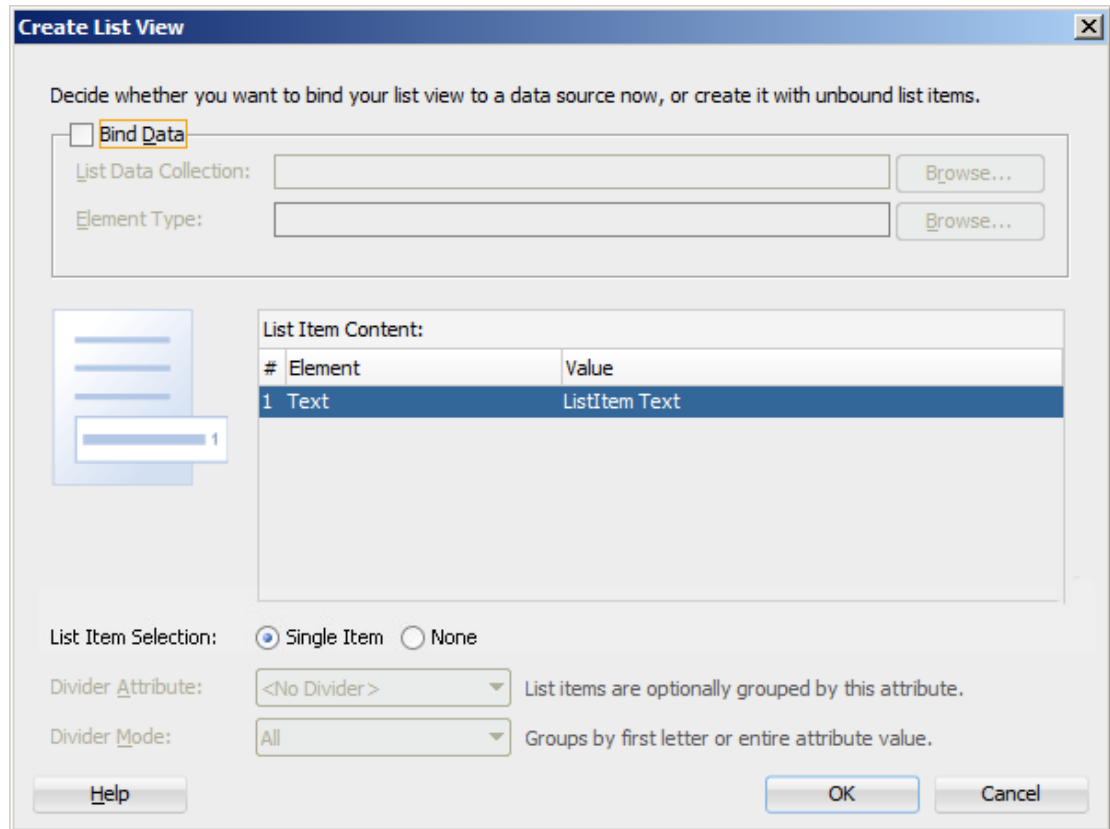 Create List View
Decide whether you want to bind your list view to a data source now, or create it with unbound list items.
Bind Data
List Data Collection: Browse...
Element Type: Browse...
List Item Content:
# Element Value
1 Text ListItem Text
1
List Item Selection: Single Item None
Divider Attribute: <No Divider> List items are optionally grouped by this attribute.
Divider Mode: All Groups by first letter or entire attribute value.
Help OK Cancel